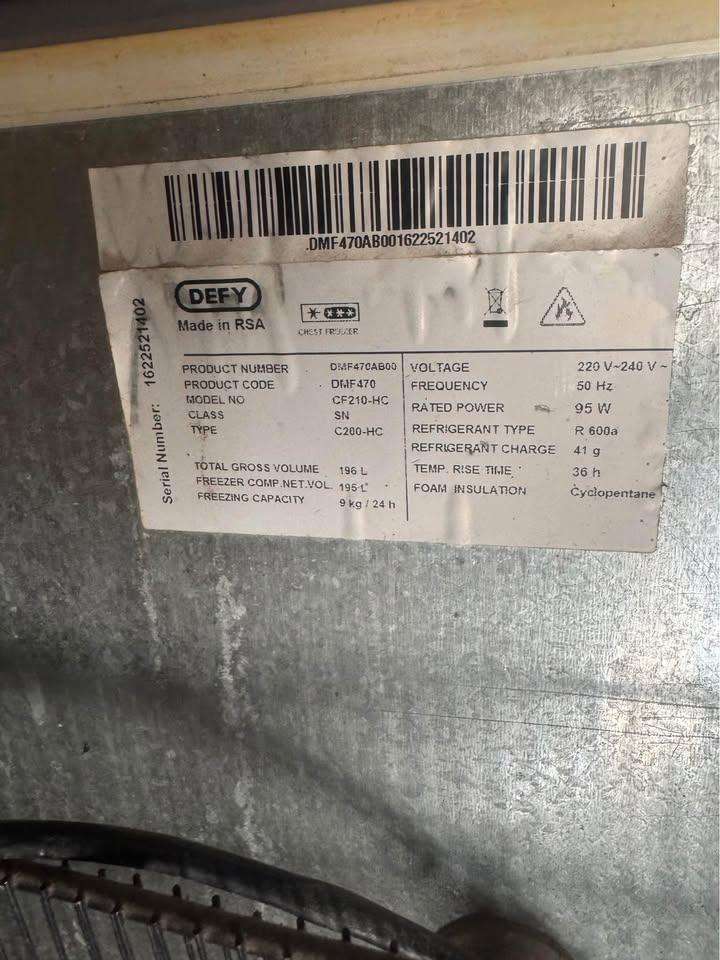 .DMF470AB001622521402
DEFY
Made in RSA
CHEST FREEZER
Serial Number: 1622521402
PRODUCT NUMBER DMF470AB00
PRODUCT CODE DMF470
MODEL NO CF210-HC
CLASS SN
TYPE C200-HC
TOTAL GROSS VOLUME 196 L
FREEZER COMP.NET.VOL. 195 L
FREEZING CAPACITY 9 kg / 24 h
VOLTAGE 220 V~240 V ~
FREQUENCY 50 Hz
RATED POWER 95 W
REFRIGERANT TYPE R 600a
REFRIGERANT CHARGE 41 g
TEMP. RISE TIME 36 h
FOAM INSULATION Cyclopentane